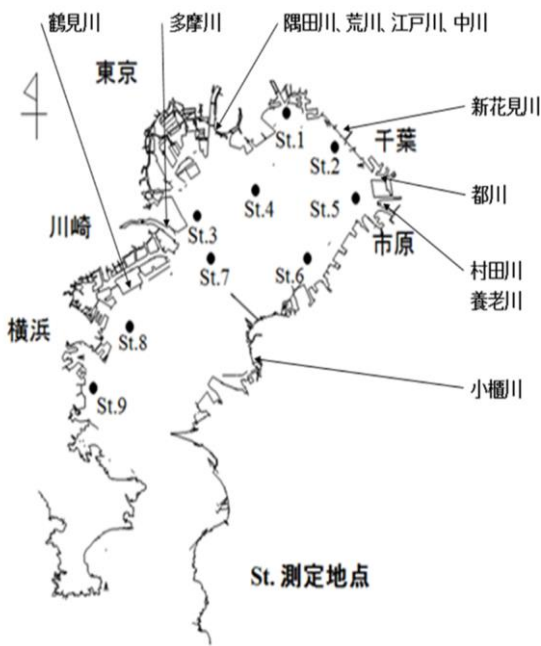 鶴見川
多摩川
隅田川、荒川、江戸川、中川
東京
新花見川
St.1
千葉
St.2
都川
St.4
St.5
川崎
St.3
市原
村田川
St.7
St.6
養老川
横浜
St.8
小櫃川
St.9
St. 測定地点